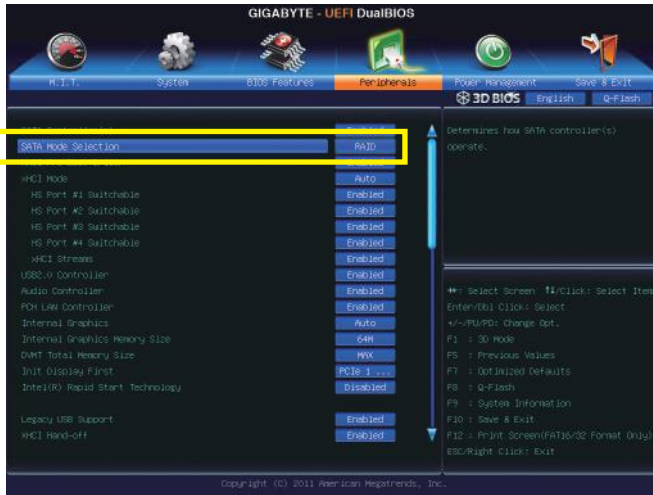 GIGABYTE - UEFI DualBIOS
M.I.T. System BIOS Features Peripherals Power Management Save & Exit
3D BIOS English Q-Flash
Enabled
Determines how SATA controller(s)
SATA Mode Selection RAID
operate.
Enabled
xHCI Mode Auto
HS Port #1 Switchable Enabled
HS Port #2 Switchable Enabled
HS Port #3 Switchable Enabled
HS Port #4 Switchable Enabled
xHCI Streams Enabled
USB2.0 Controller Enabled
Audio Controller Enabled
PCH LAN Controller Enabled
Internal Graphics Auto
Internal Graphics Memory Size 64M
DVMT Total Memory Size MAX
Init Display First PCIe 1 ...
Intel(R) Rapid Start Technology Disabled
Legacy USB Support Enabled
xHCI Hand-off Enabled
: Select Screen ↑↓/Click: Select Item
Enter/Dbl Click: Select
+/-/PU/PD: Change Opt.
F1 : 3D Mode
F5 : Previous Values
F7 : Optimized Defaults
F8 : Q-Flash
F9 : System Information
F10 : Save & Exit
F12 : Print Screen(FAT16/32 Format Only)
ESC/Right Click: Exit
Copyright (C) 2011 American Megatrends, Inc.